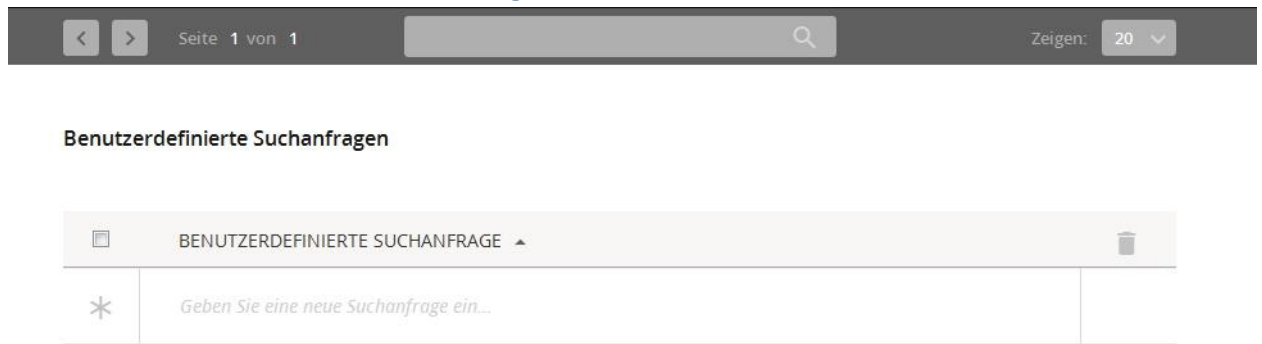 Seite 1 von 1 Zeigen: 20
Benutzerdefinierte Suchanfragen
BENUTZERDEFINIERTE SUCHANFRAGE
Geben Sie eine neue Suchanfrage ein...